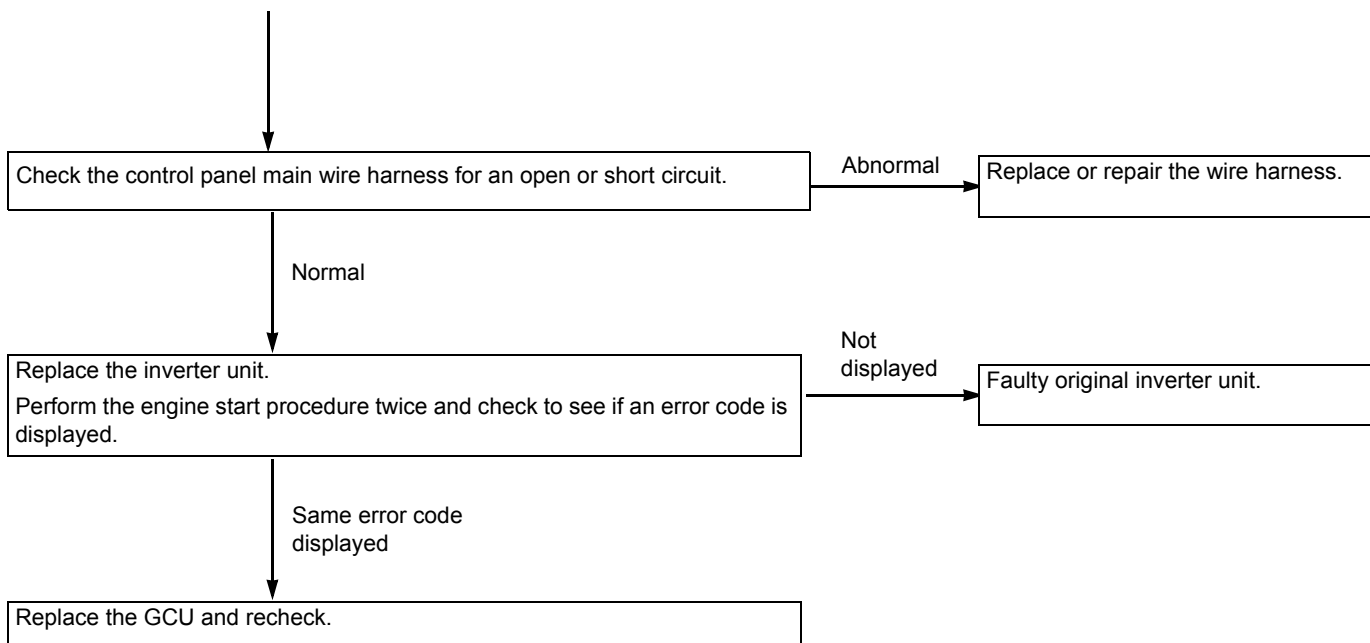 Check the control panel main wire harness for an open or short circuit.
Abnormal
Replace or repair the wire harness.
Normal
Replace the inverter unit.
Perform the engine start procedure twice and check to see if an error code is
displayed.
Not
displayed
Faulty original inverter unit.
Same error code
displayed
Replace the GCU and recheck.